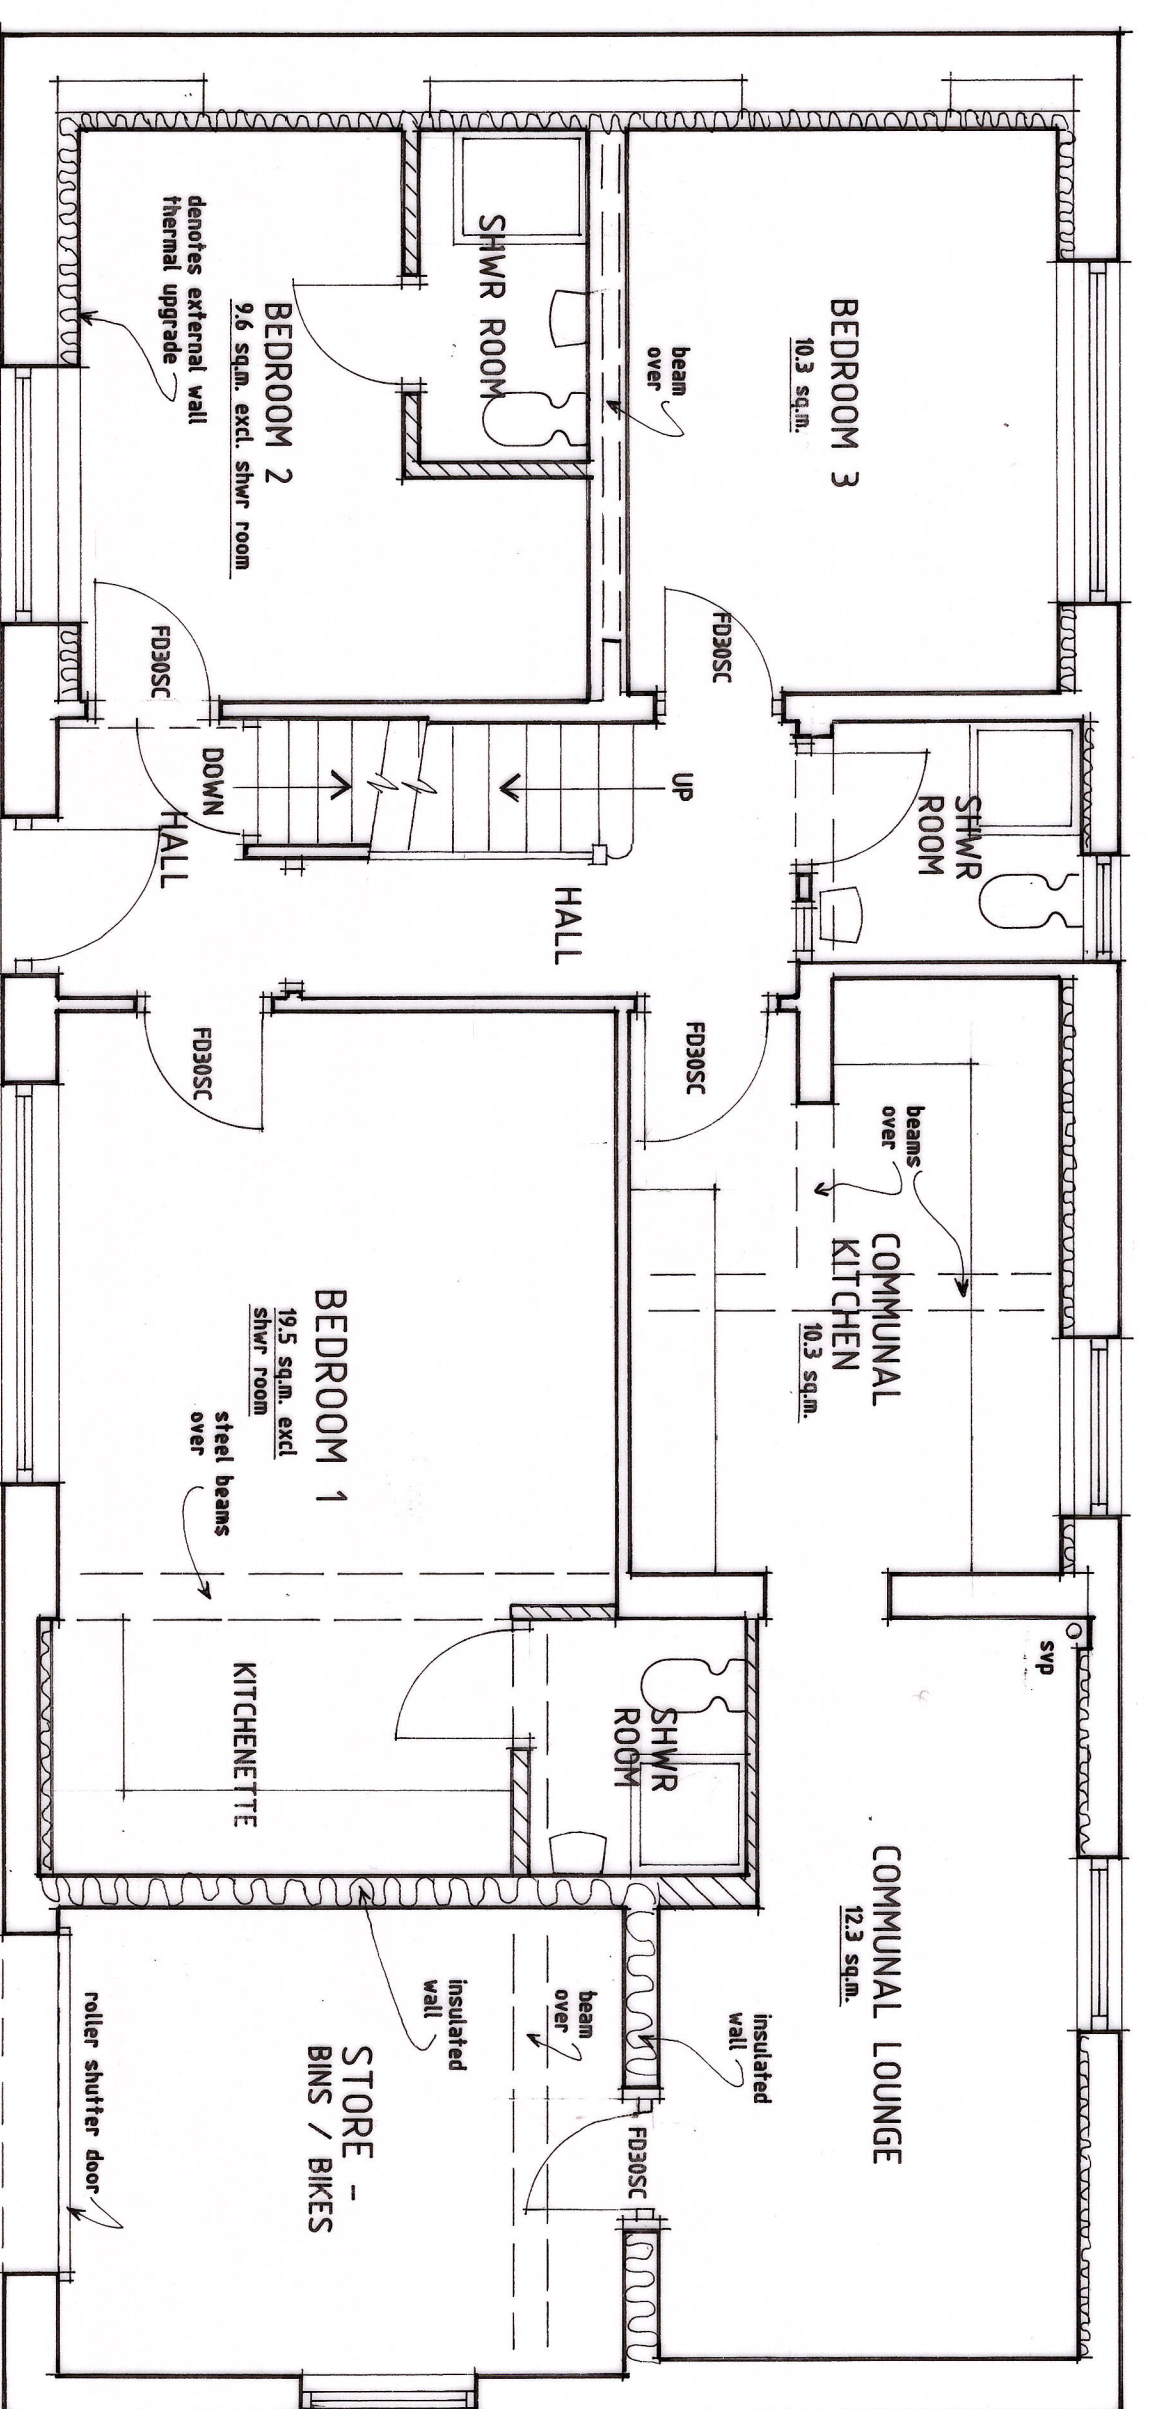 BEDROOM 3
10.3 sq.m.
beam
over
SHWR ROOM
BEDROOM 2
9.6 sq.m. excl. shwr room
denotes external wall
thermal upgrade
FD30SC
FD30SC
SHWR
ROOM
UP
DOWN
HALL
HALL
FD30SC
FD30SC
beams
over
COMMUNAL
KITCHEN
10.3 sq.m.
BEDROOM 1
19.5 sq.m. excl
shwr room
steel beams
over
svp
SHWR
ROOM
KITCHENETTE
COMMUNAL LOUNGE
12.3 sq.m.
insulated
wall
beam
over
insulated
wall
FD30SC
STORE -
BINS / BIKES
roller shutter door